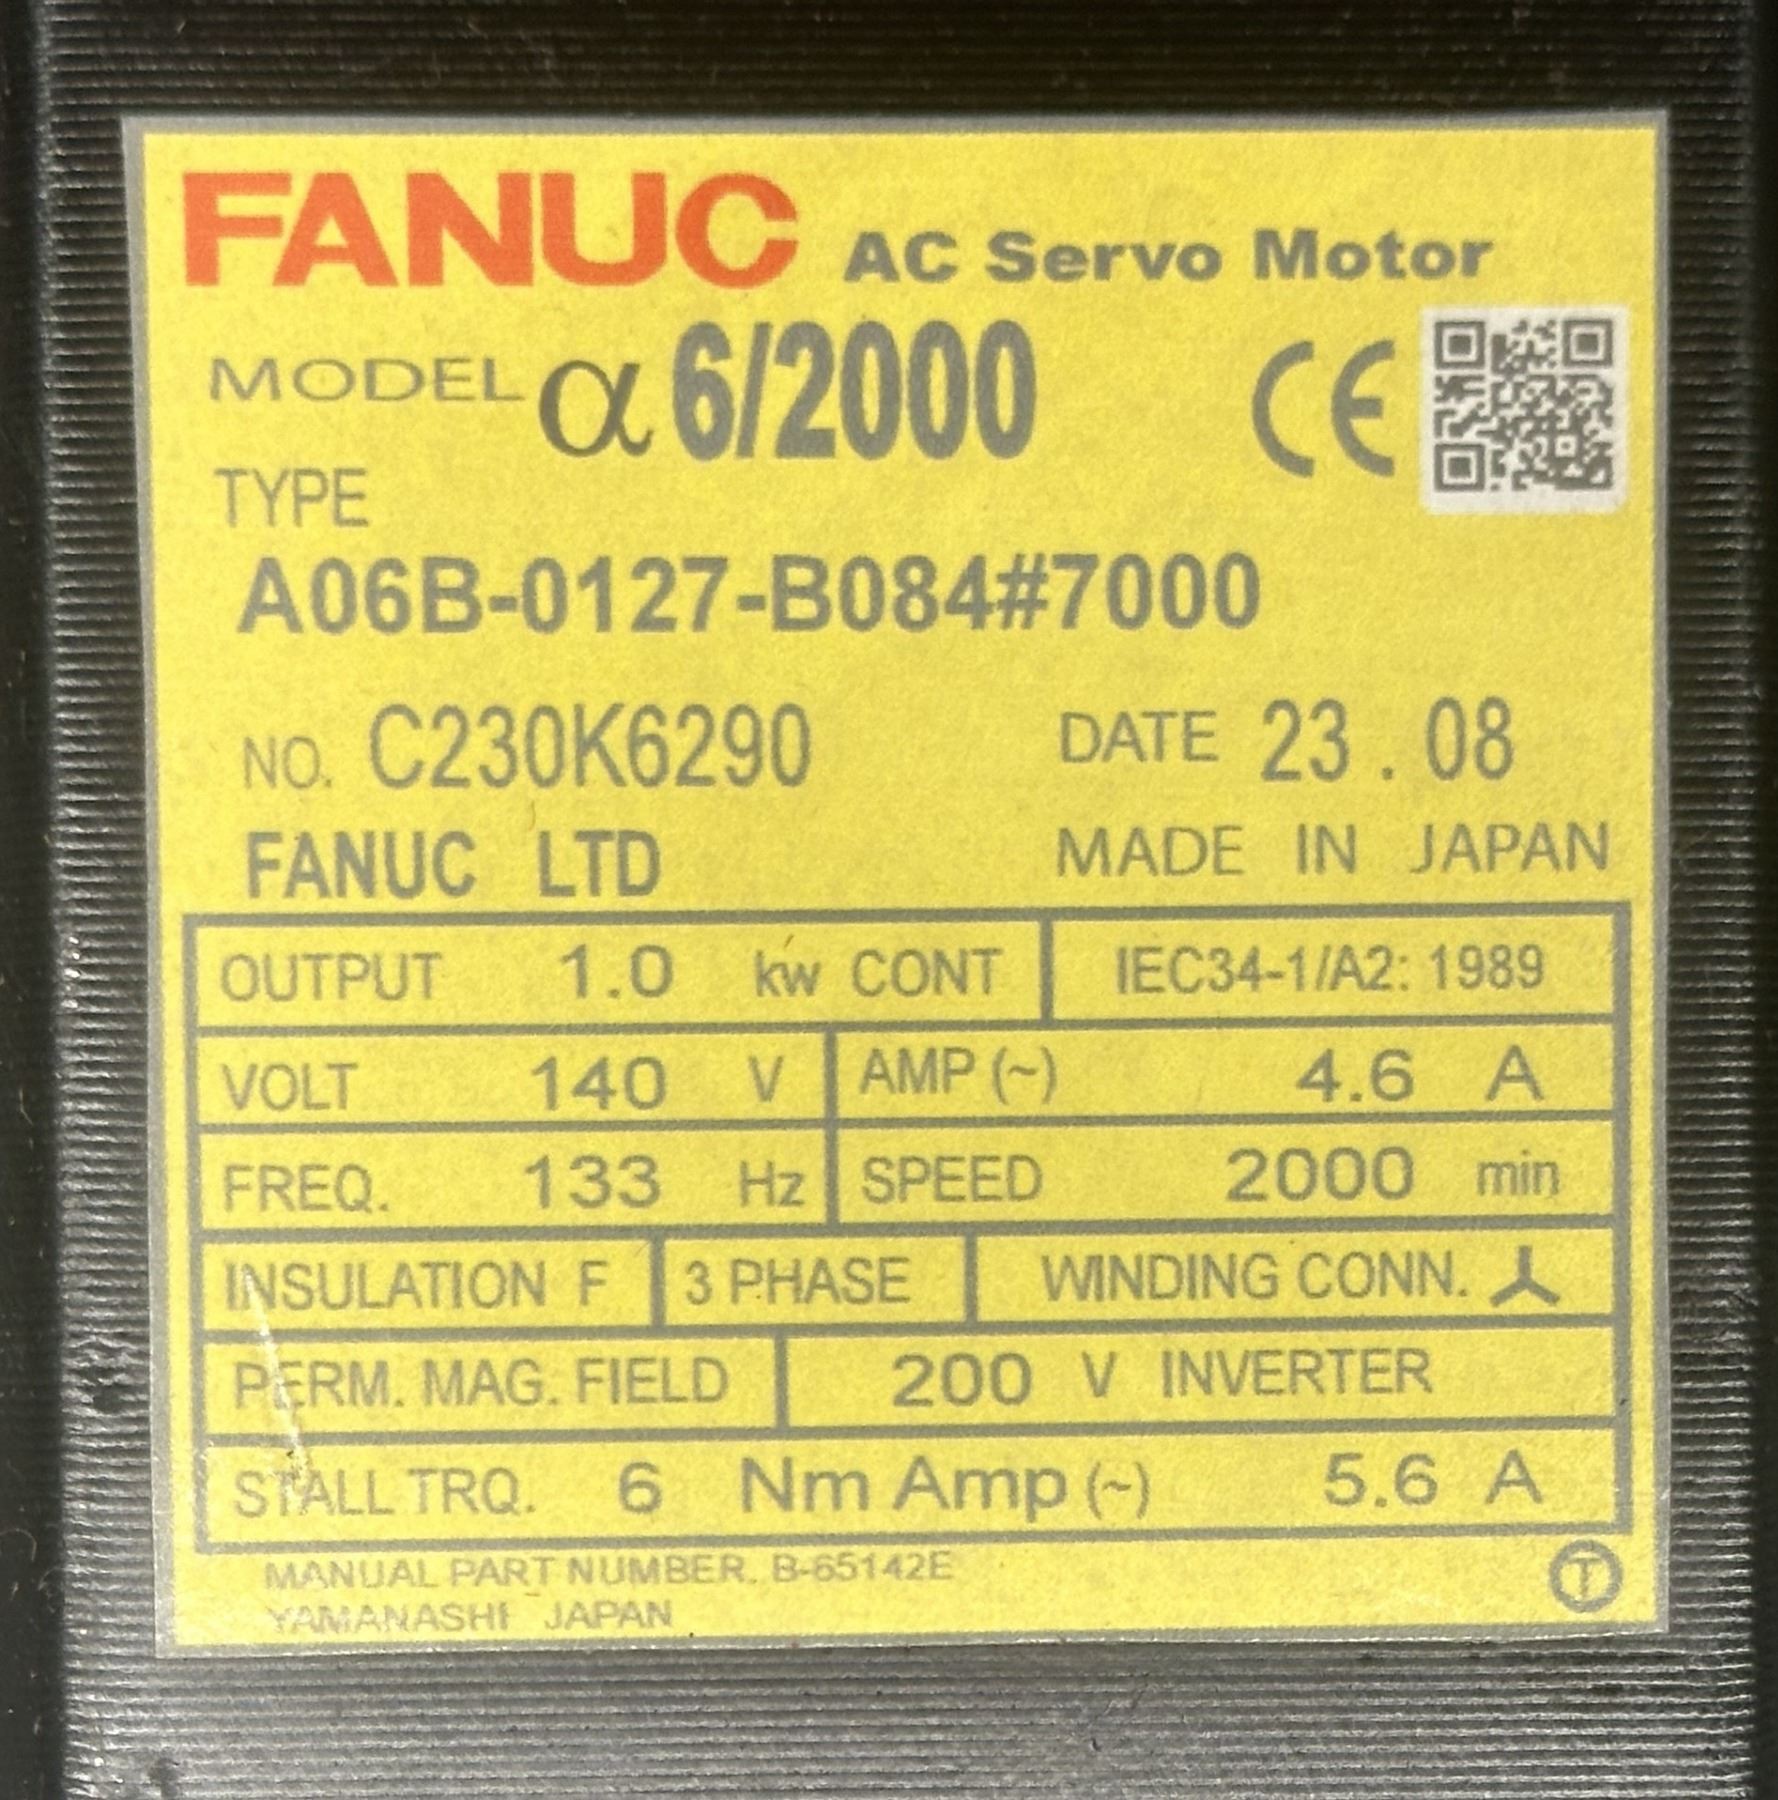 FANUC AC Servo Motor
MODEL α 6/2000 CE
TYPE
A06B-0127-B084#7000
NO. C230K6290 DATE 23 . 08
FANUC LTD MADE IN JAPAN
OUTPUT 1.0 kw CONT IEC34-1/A2: 1989
VOLT 140 V AMP (~) 4.6 A
FREQ. 133 Hz SPEED 2000 min
INSULATION F 3 PHASE WINDING CONN.
PERM. MAG. FIELD 200 V INVERTER
STALL TRQ. 6 Nm Amp (~) 5.6 A
MANUAL PART NUMBER. B-65142E
YAMANASHI JAPAN T